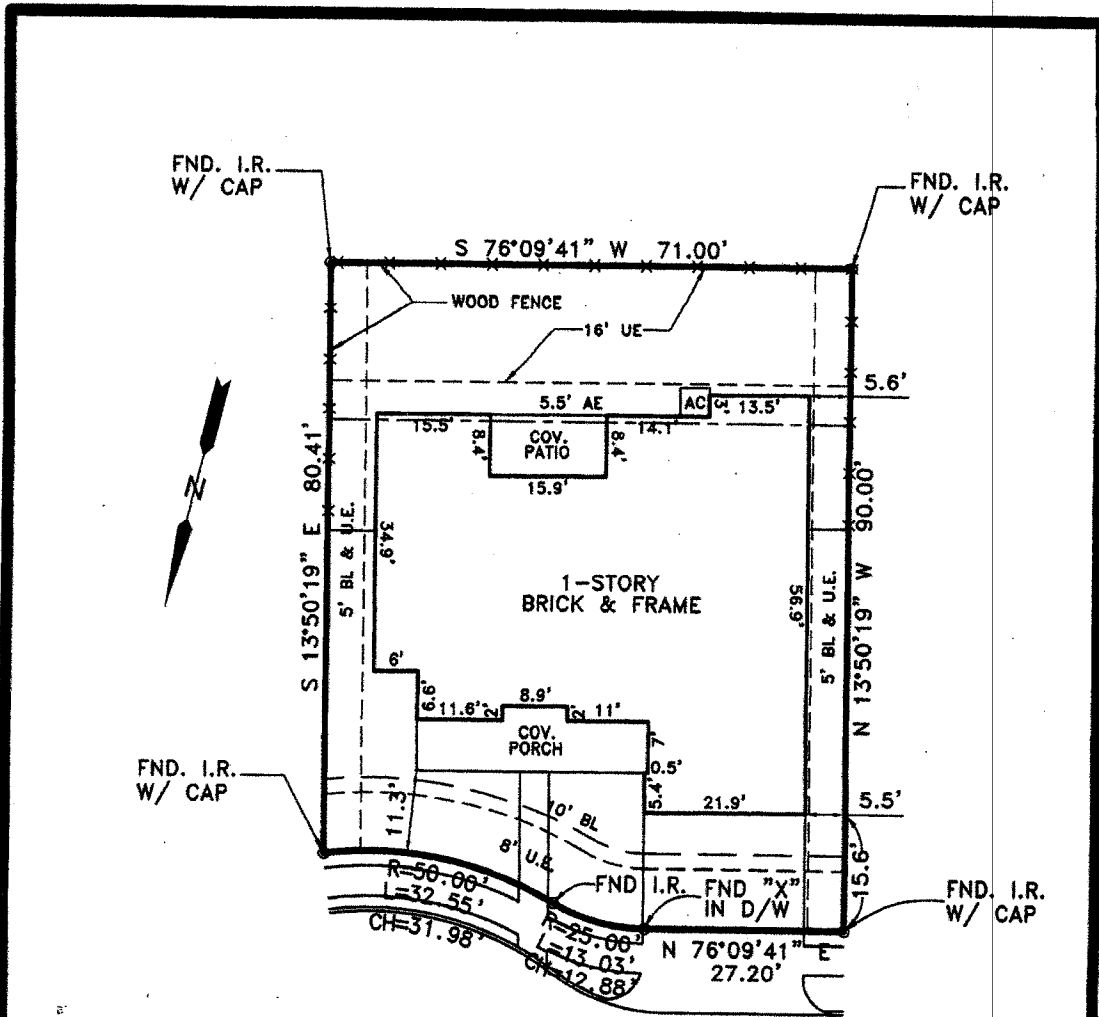 FND. I.R.
W/ CAP
FND. I.R.
W/ CAP
S 76°09'41" W 71.00'
WOOD FENCE
16' UE
5.6'
5.5' AE
AC
3'
13.5'
15.5'
14.1'
8.4'
COV.
PATIO
8.4'
15.9'
S 13°50'19" E 80.41'
N
5' BL & U.E.
34.9'
1-STORY
BRICK & FRAME
56.9'
5' BL & U.E.
N 13°50'19" W 90.00'
6'
6.6'
11.6'
2'
8.9'
2'
11'
COV.
PORCH
7'
0.5'
5.4'
21.9'
5.5'
FND. I.R.
W/ CAP
11.3'
10' BL
8' U.E.
15.6'
R=50.00'
L=32.55'
CH=31.98'
FND I.R.
FND "X"
IN D/W
FND. I.R.
W/ CAP
R=25.00'
=13.03'
CH=12.88'
N 76°09'41" E
27.20'